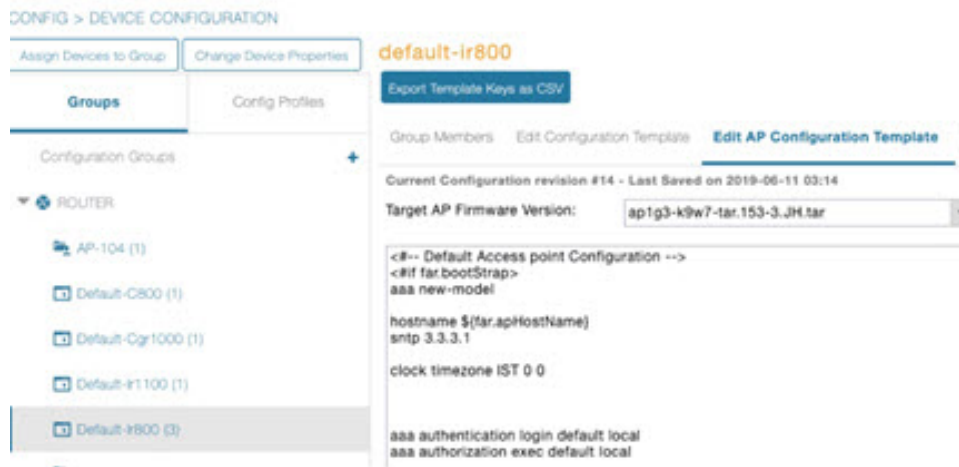 CONFIG > DEVICE CONFIGURATION
Assign Devices to Group
Change Device Properties
Groups
Config Profiles
Configuration Groups
+
ROUTER
AP-104 (1)
Default-C800 (1)
Default-Cgr1000 (1)
Default-Ir1100 (1)
Default-Ir800 (3)
default-ir800
Export Template Keys as CSV
Group Members Edit Configuration Template Edit AP Configuration Template
Current Configuration revision #14 - Last Saved on 2019-06-11 03:14
Target AP Firmware Version: ap1g3-k9w7-tar.153-3.JH.tar
<#-- Default Access point Configuration -->
<#if far.bootStrap>
aaa new-model
hostname ${far.apHostName}
sntp 3.3.3.1
clock timezone IST 0 0
aaa authentication login default local
aaa authorization exec default local